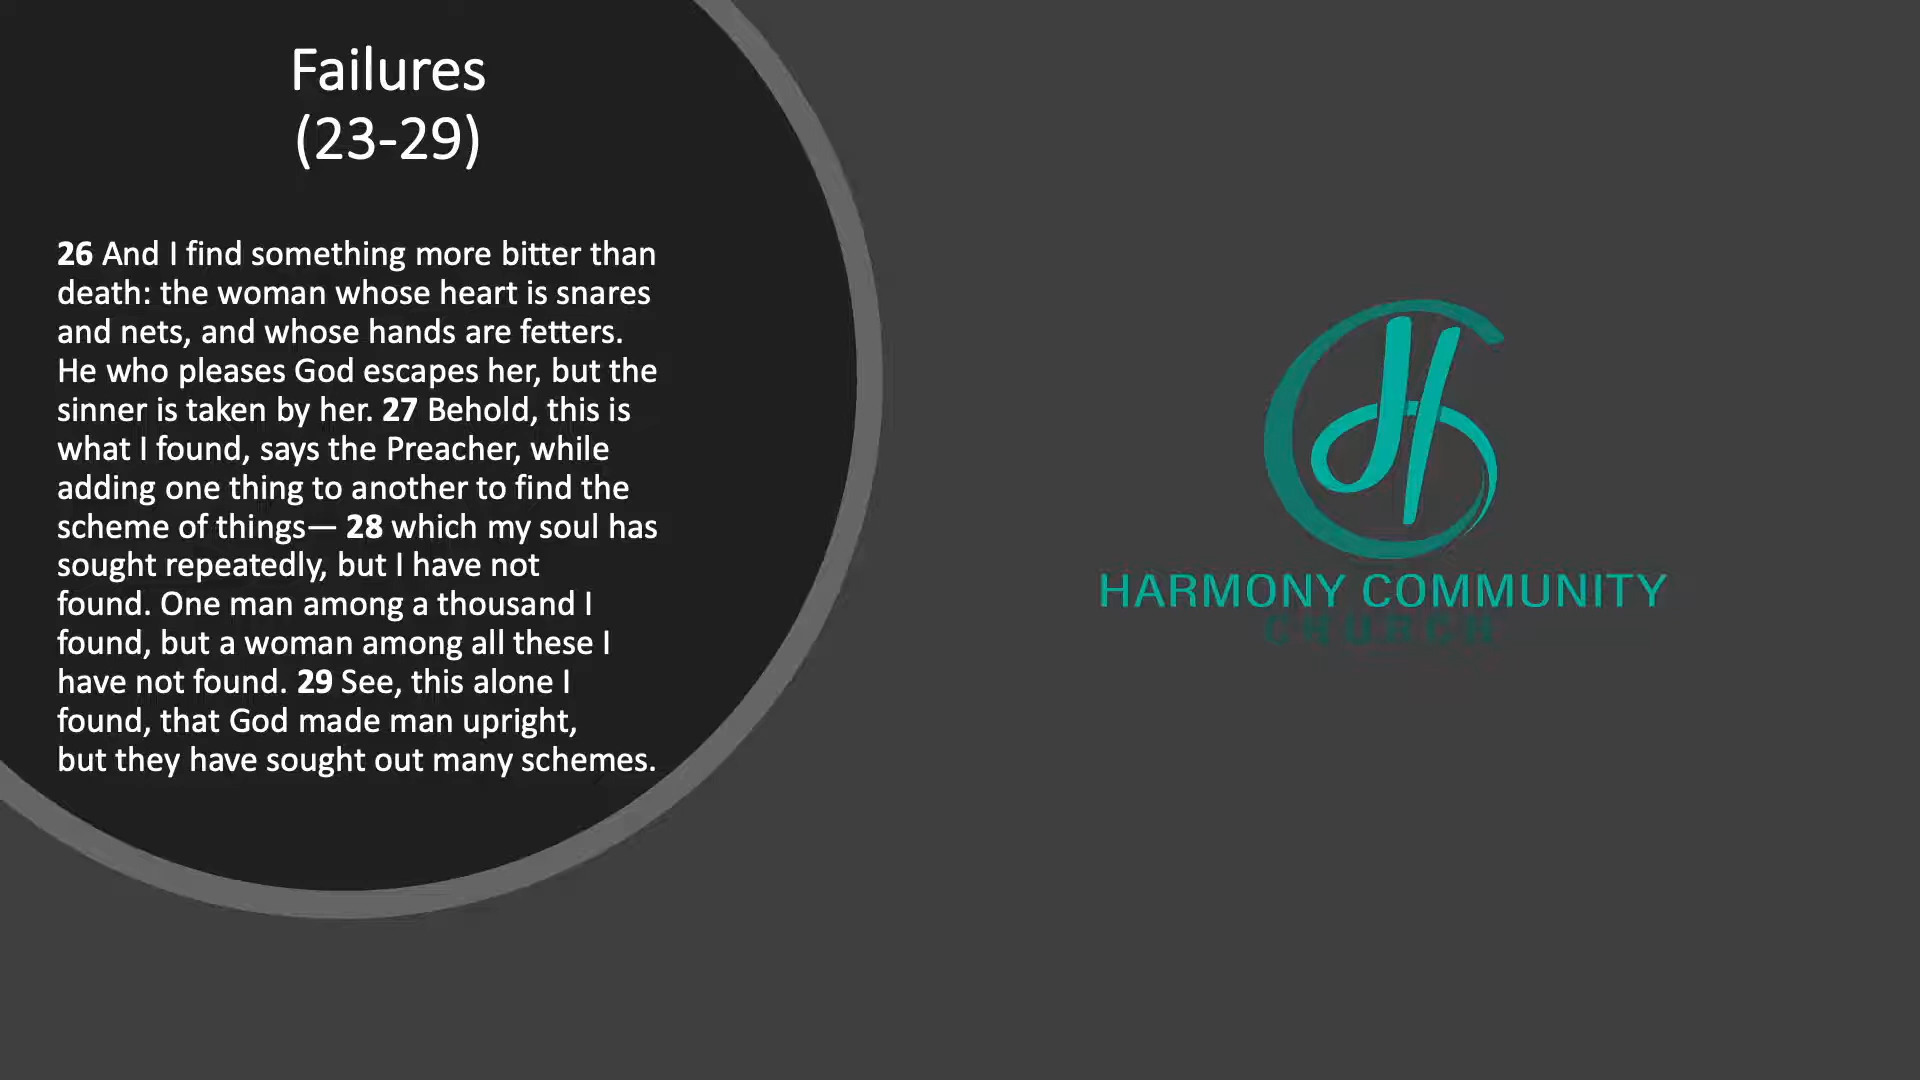 Failures
(23-29)
26 And I find something more bitter than
death: the woman whose heart is snares
and nets, and whose hands are fetters.
He who pleases God escapes her, but the
sinner is taken by her. 27 Behold, this is
what I found, says the Preacher, while
adding one thing to another to find the
scheme of things— 28 which my soul has
sought repeatedly, but I have not
found. One man among a thousand I
found, but a woman among all these I
have not found. 29 See, this alone I
found, that God made man upright,
but they have sought out many schemes.
HARMONY COMMUNITY
CHURCH